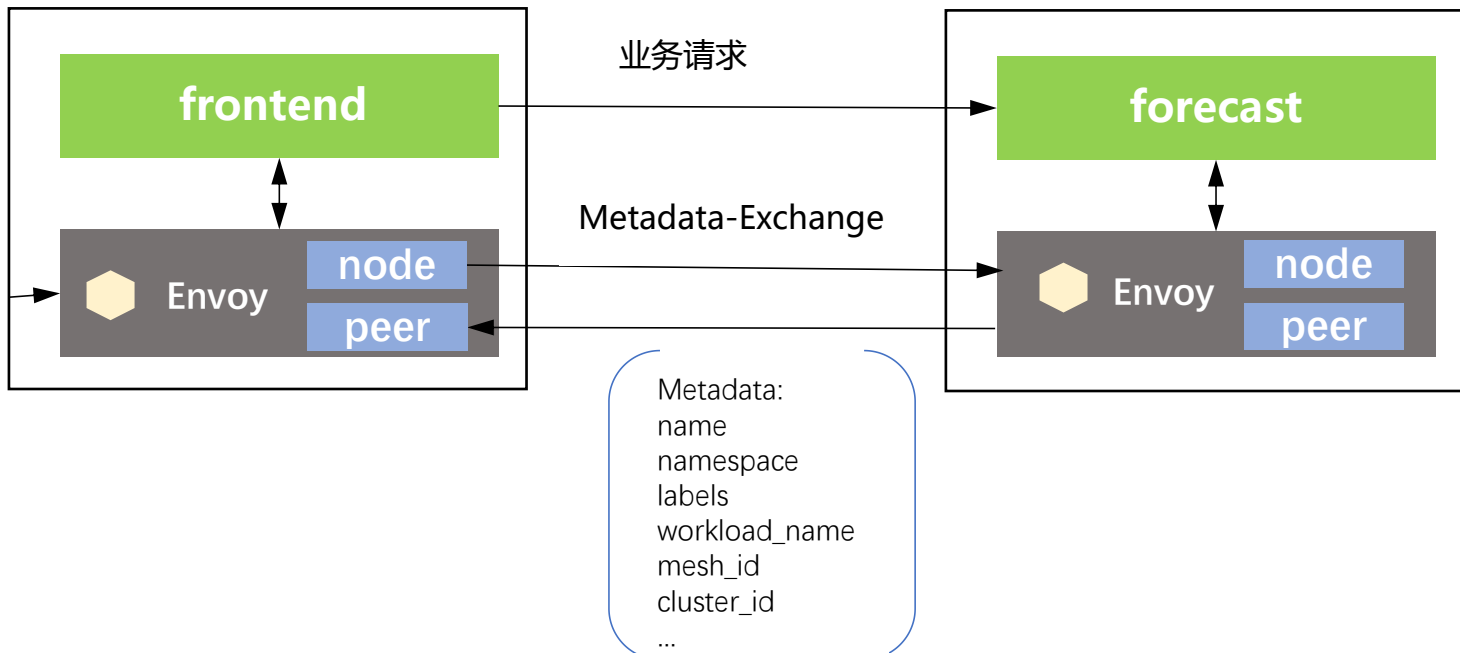 业务请求
frontend
forecast
Metadata-Exchange
Envoy
node
peer
Envoy
node
peer
Metadata:
name
namespace
labels
workload_name
mesh_id
cluster_id
...